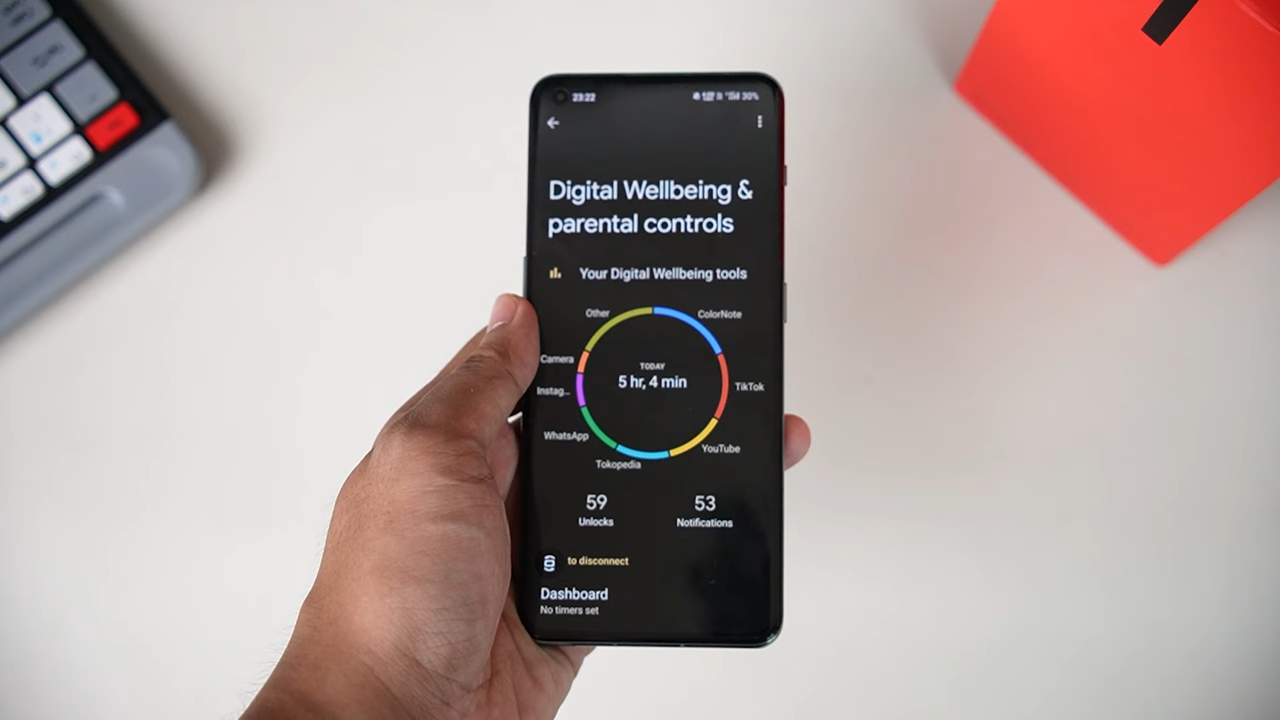 23:22
30%
Digital Wellbeing &
parental controls
Your Digital Wellbeing tools
Other
ColorNote
Camera
TODAY
5 hr, 4 min
Instag...
TikTok
WhatsApp
YouTube
Tokopedia
59
53
Unlocks
Notifications
to disconnect
Dashboard
No timers set